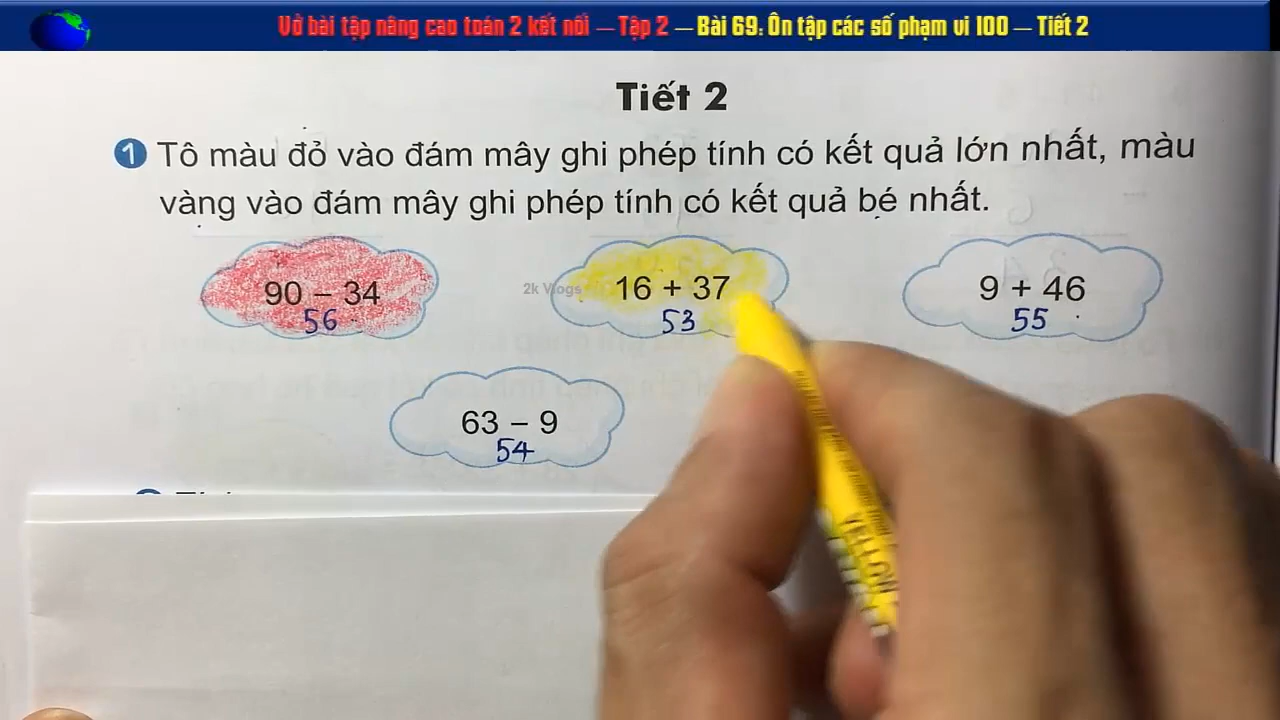 Vở bài tập nâng cao toán 2 kết nối – Tập 2 – Bài 69: Ôn tập các số phạm vi 100 – Tiết 2
Tiết 2
1 Tô màu đỏ vào đám mây ghi phép tính có kết quả lớn nhất, màu
vàng vào đám mây ghi phép tính có kết quả bé nhất.
90 – 34
56
2k Vlogs
16 + 37
53
9 + 46
55
63 – 9
54
YELLOW